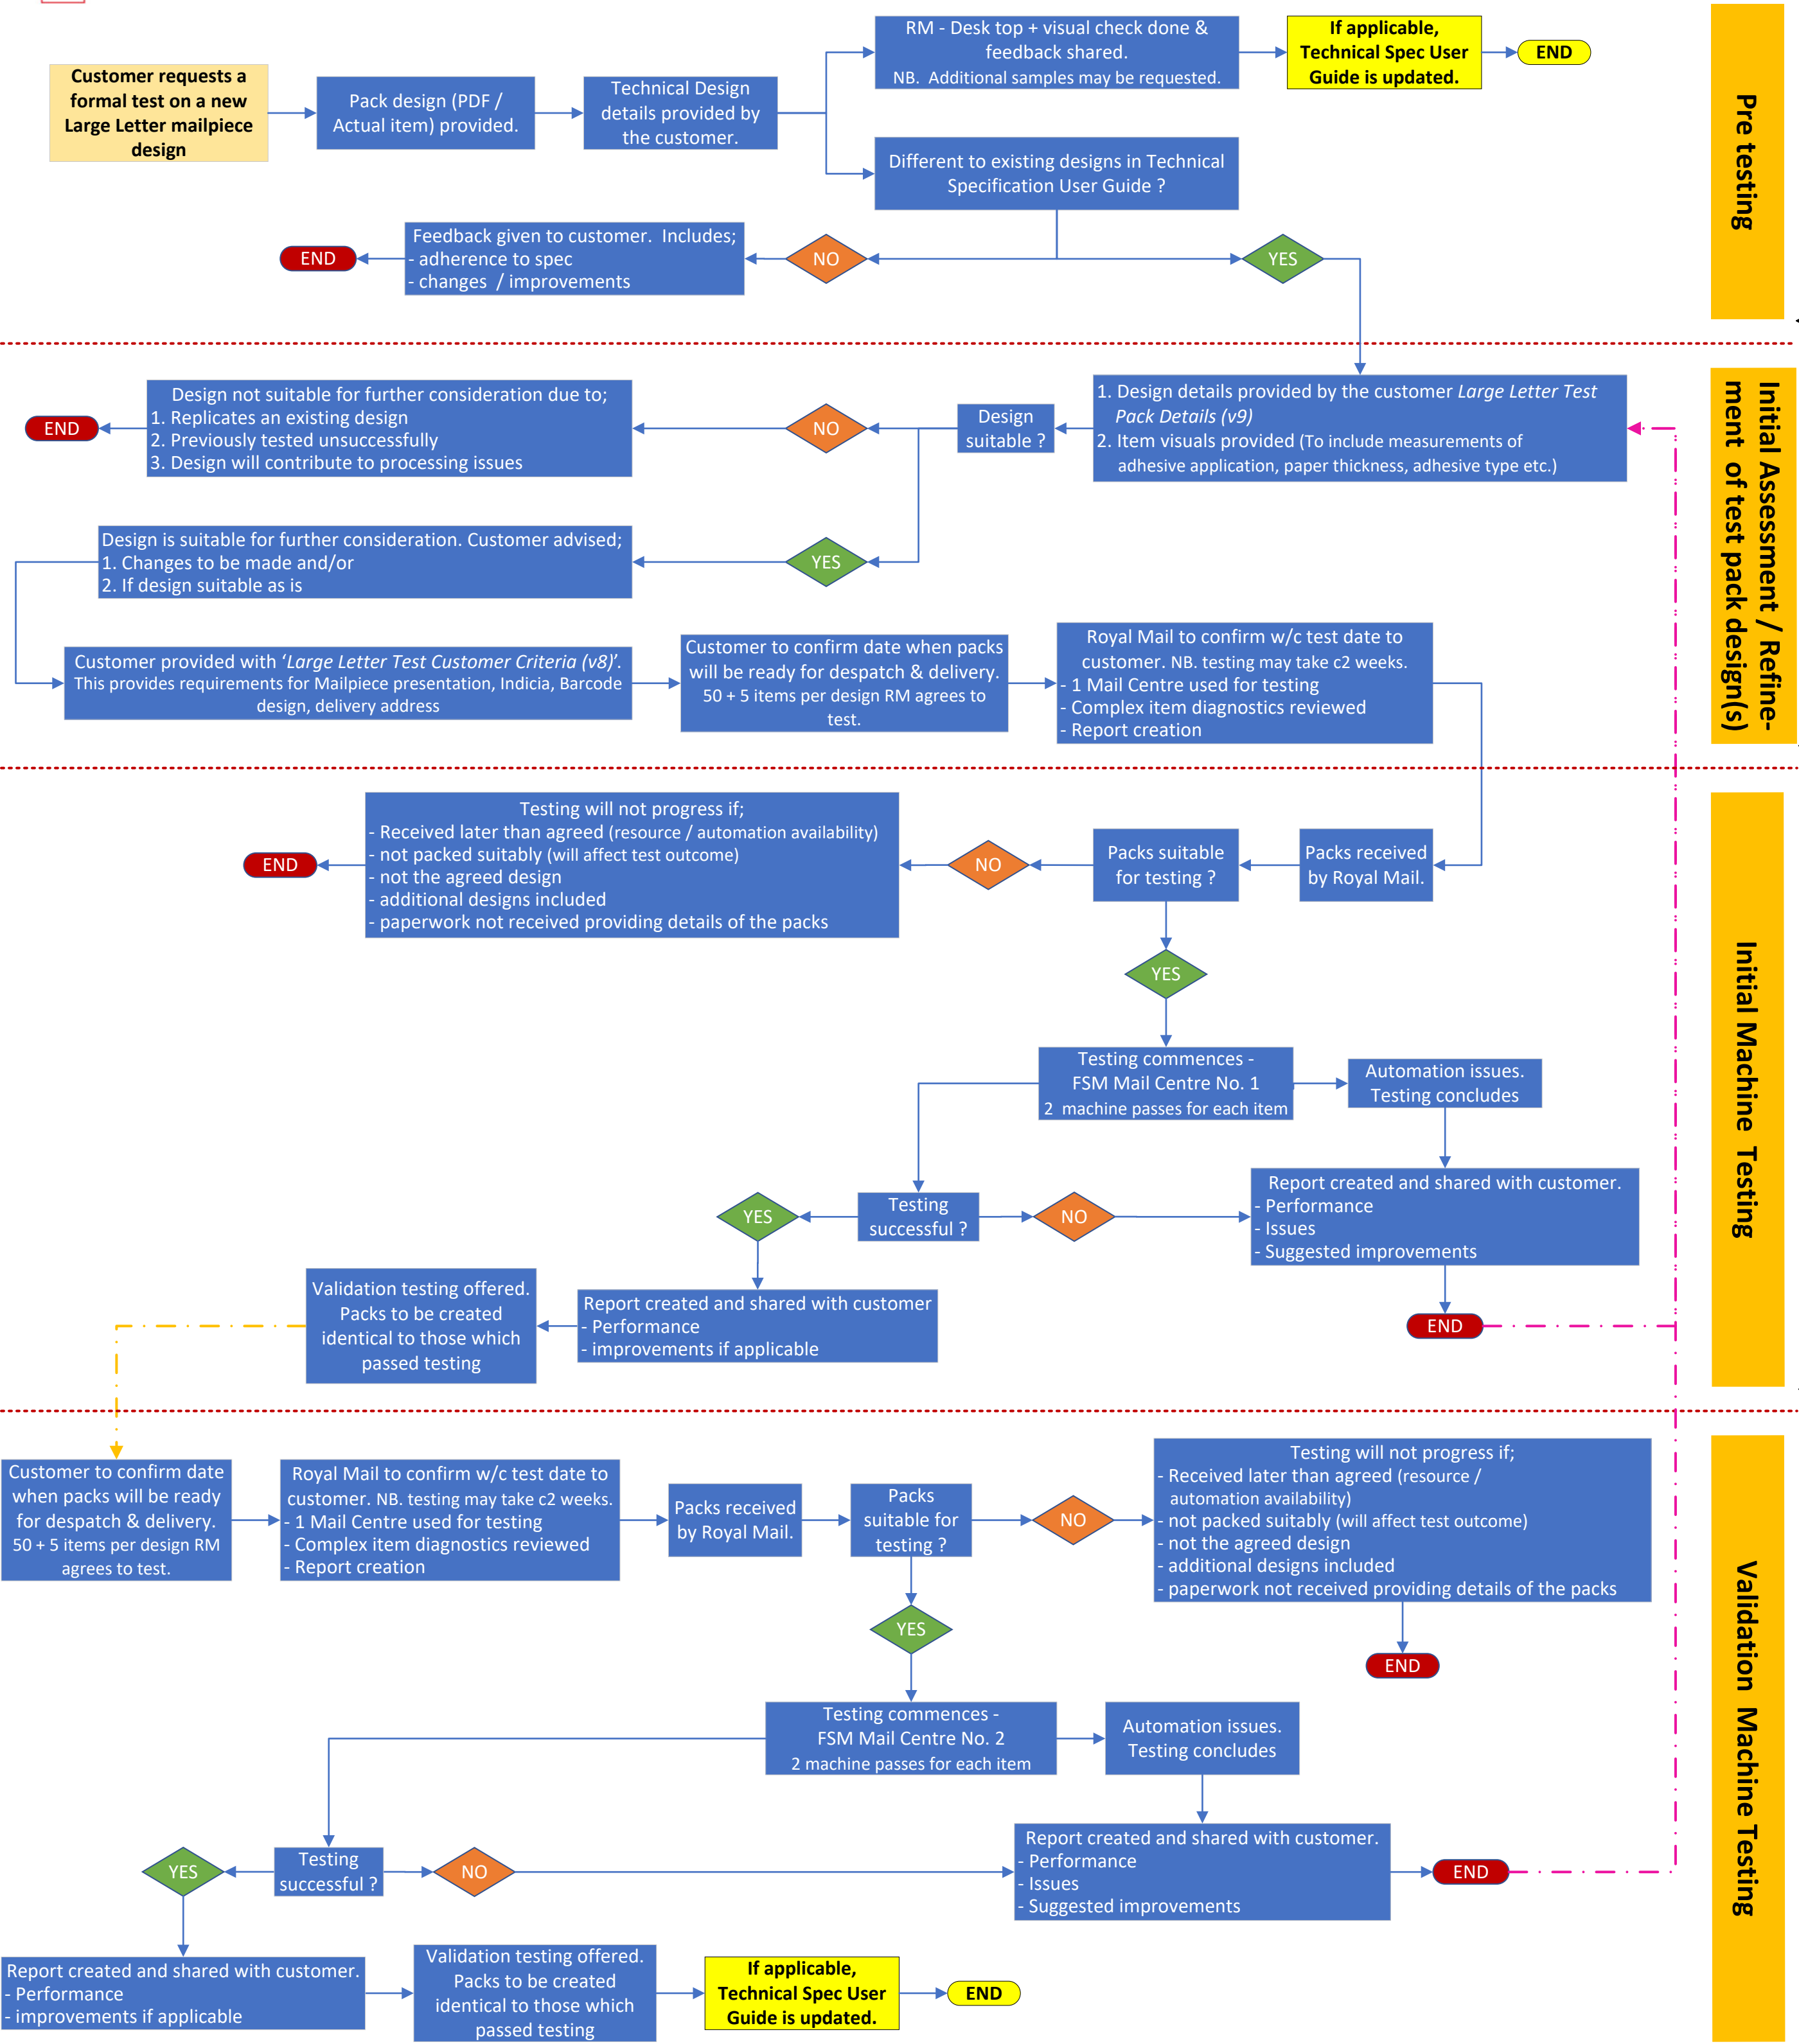 Customer requests a
formal test on a new
Large Letter mailpiece
design
Pack design (PDF /
Actual item) provided.
Technical Design
details provided by
the customer.
RM - Desk top + visual check done &
feedback shared.
NB. Additional samples may be requested.
If applicable,
Technical Spec User
Guide is updated.
END
Different to existing designs in Technical
Specification User Guide ?
YES
NO
Feedback given to customer. Includes;
- adherence to spec
- changes / improvements
END
Pre testing
1. Design details provided by the customer Large Letter Test
Pack Details (v9)
2. Item visuals provided (To include measurements of
adhesive application, paper thickness, adhesive type etc.)
Design
suitable ?
NO
Design not suitable for further consideration due to;
1. Replicates an existing design
2. Previously tested unsuccessfully
3. Design will contribute to processing issues
END
YES
Design is suitable for further consideration. Customer advised;
1. Changes to be made and/or
2. If design suitable as is
Customer provided with ‘Large Letter Test Customer Criteria (v8)’.
This provides requirements for Mailpiece presentation, Indicia, Barcode
design, delivery address
Customer to confirm date when packs
will be ready for despatch & delivery.
50 + 5 items per design RM agrees to
test.
Royal Mail to confirm w/c test date to
customer. NB. testing may take c2 weeks.
- 1 Mail Centre used for testing
- Complex item diagnostics reviewed
- Report creation
Initial Assessment / Refine-
ment of test pack design(s)
Packs received
by Royal Mail.
Packs suitable
for testing ?
NO
Testing will not progress if;
- Received later than agreed (resource / automation availability)
- not packed suitably (will affect test outcome)
- not the agreed design
- additional designs included
- paperwork not received providing details of the packs
END
YES
Testing commences -
FSM Mail Centre No. 1
2 machine passes for each item
Automation issues.
Testing concludes
Testing
successful ?
NO
Report created and shared with customer.
- Performance
- Issues
- Suggested improvements
END
YES
Report created and shared with customer
- Performance
- improvements if applicable
Validation testing offered.
Packs to be created
identical to those which
passed testing
Initial Machine Testing
Customer to confirm date
when packs will be ready
for despatch & delivery.
50 + 5 items per design RM
agrees to test.
Royal Mail to confirm w/c test date to
customer. NB. testing may take c2 weeks.
- 1 Mail Centre used for testing
- Complex item diagnostics reviewed
- Report creation
Packs received
by Royal Mail.
Packs
suitable for
testing ?
NO
Testing will not progress if;
- Received later than agreed (resource /
automation availability)
- not packed suitably (will affect test outcome)
- not the agreed design
- additional designs included
- paperwork not received providing details of the packs
END
YES
Testing commences -
FSM Mail Centre No. 2
2 machine passes for each item
Automation issues.
Testing concludes
Testing
successful ?
NO
Report created and shared with customer.
- Performance
- Issues
- Suggested improvements
END
YES
Report created and shared with customer.
- Performance
- improvements if applicable
Validation testing offered.
Packs to be created
identical to those which
passed testing
If applicable,
Technical Spec User
Guide is updated.
END
Validation Machine Testing